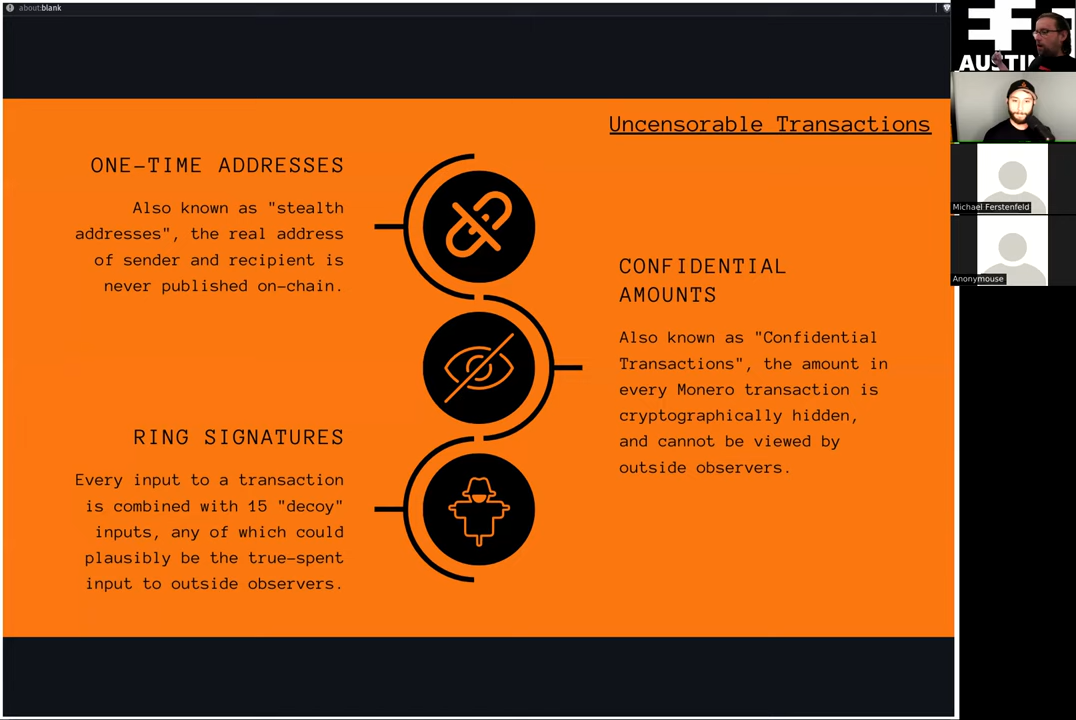 about:blank
Uncensorable Transactions
ONE-TIME ADDRESSES
Also known as "stealth
addresses", the real address
of sender and recipient is
never published on-chain.
CONFIDENTIAL
AMOUNTS
Also known as "Confidential
Transactions", the amount in
every Monero transaction is
cryptographically hidden,
and cannot be viewed by
outside observers.
RING SIGNATURES
Every input to a transaction
is combined with 15 "decoy"
inputs, any of which could
plausibly be the true-spent
input to outside observers.
Michael Ferstenfeld
Anonymouse